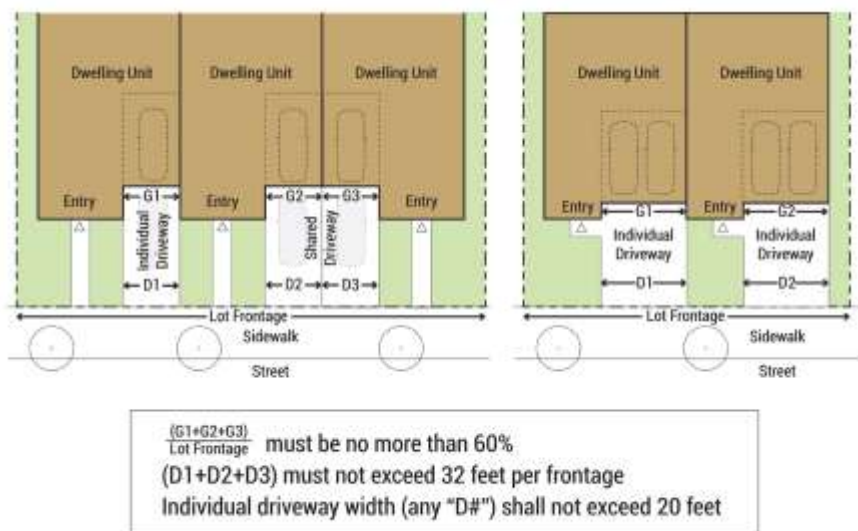 Dwelling Unit
Dwelling Unit
Dwelling Unit
G1
G2
G3
Entry
Entry
Entry
Individual
Driveway
Shared
Driveway
D1
D2
D3
Lot Frontage
Sidewalk
Street
Dwelling Unit
Dwelling Unit
G1
G2
Entry
Entry
Individual
Driveway
Individual
Driveway
D1
D2
Lot Frontage
Sidewalk
Street
(G1+G2+G3)
Lot Frontage must be no more than 60%
(D1+D2+D3) must not exceed 32 feet per frontage
Individual driveway width (any “D#”) shall not exceed 20 feet